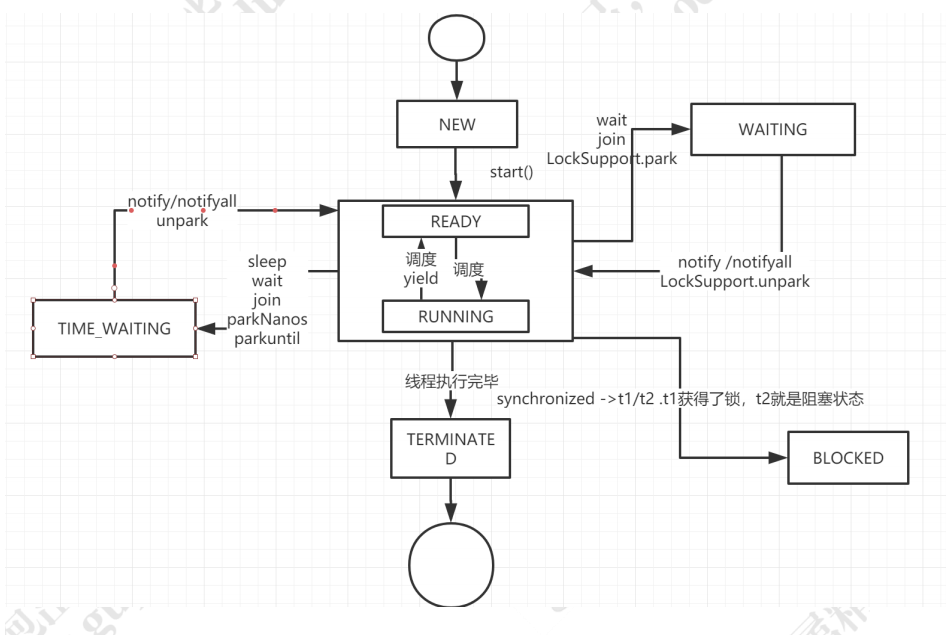 NEW
start()
wait
join
LockSupport.park
WAITING
notify/notifyall
unpark
READY
调度
yield
调度
RUNNING
sleep
wait
join
parkNanos
parkuntil
TIME_WAITING
notify /notifyall
LockSupport.unpark
线程执行完毕
synchronized ->t1/t2 .t1获得了锁，t2就是阻塞状态
TERMINATE
D
BLOCKED